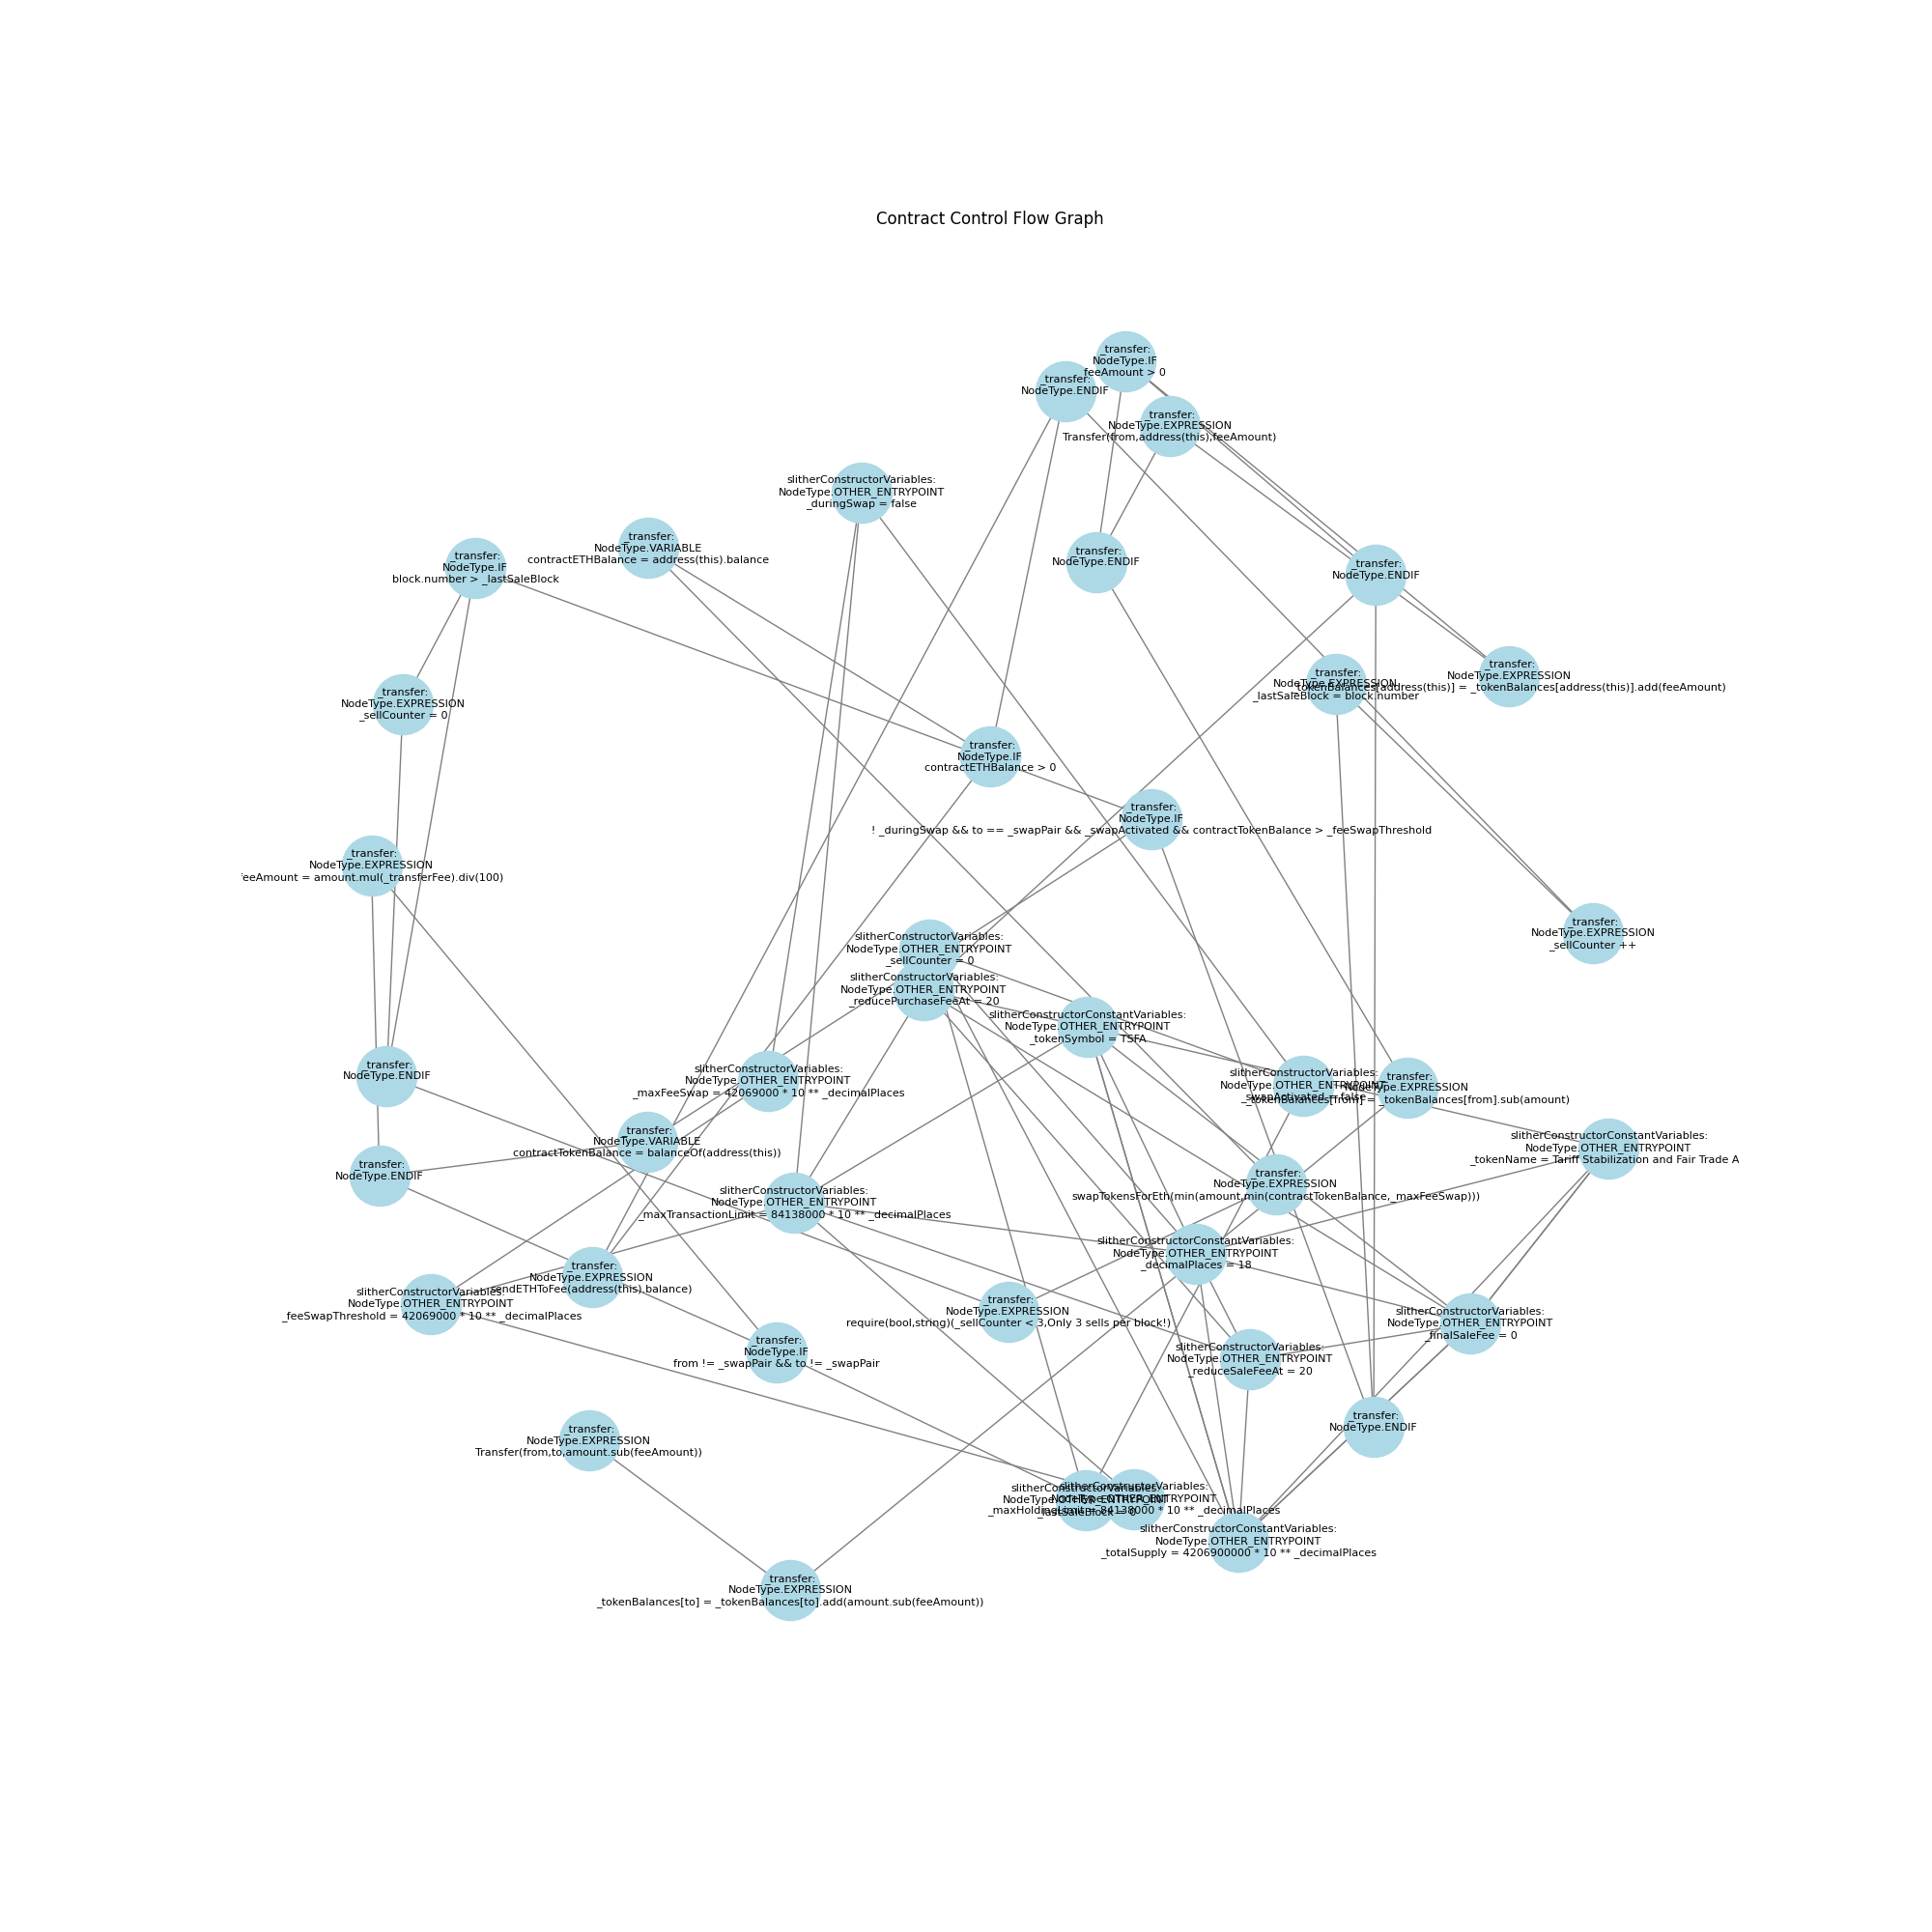 Contract Control Flow Graph
_transfer:
NodeType.IF
feeAmount > 0
_transfer:
NodeType.ENDIF
_transfer:
NodeType.EXPRESSION
Transfer(from,address(this),feeAmount)
slitherConstructorVariables:
NodeType.OTHER_ENTRYPOINT
_duringSwap = false
_transfer:
NodeType.VARIABLE
contractETHBalance = address(this).balance
_transfer:
NodeType.IF
block.number > _lastSaleBlock
_transfer:
NodeType.ENDIF
_transfer:
NodeType.ENDIF
_transfer:
NodeType.EXPRESSION
_lastSaleBlock = block.number
_transfer:
NodeType.EXPRESSION
_tokenBalances[address(this)] = _tokenBalances[address(this)].add(feeAmount)
_transfer:
NodeType.EXPRESSION
_sellCounter = 0
_transfer:
NodeType.IF
contractETHBalance > 0
_transfer:
NodeType.IF
! _duringSwap && to == _swapPair && _swapActivated && contractTokenBalance > _feeSwapThreshold
_transfer:
NodeType.EXPRESSION
feeAmount = amount.mul(_transferFee).div(100)
_transfer:
NodeType.EXPRESSION
_sellCounter ++
slitherConstructorVariables:
NodeType.OTHER_ENTRYPOINT
_sellCounter = 0
slitherConstructorVariables:
NodeType.OTHER_ENTRYPOINT
_reducePurchaseFeeAt = 20
slitherConstructorConstantVariables:
NodeType.OTHER_ENTRYPOINT
_tokenSymbol = TSFA
_transfer:
NodeType.ENDIF
slitherConstructorVariables:
NodeType.OTHER_ENTRYPOINT
_maxFeeSwap = 42069000 * 10 ** _decimalPlaces
slitherConstructorVariables:
NodeType.OTHER_ENTRYPOINT
_swapActivated = false
_transfer:
NodeType.EXPRESSION
_tokenBalances[from] = _tokenBalances[from].sub(amount)
_transfer:
NodeType.VARIABLE
contractTokenBalance = balanceOf(address(this))
slitherConstructorConstantVariables:
NodeType.OTHER_ENTRYPOINT
_tokenName = Tariff Stabilization and Fair Trade A
_transfer:
NodeType.ENDIF
_transfer:
NodeType.EXPRESSION
swapTokensForEth(min(amount,min(contractTokenBalance,_maxFeeSwap)))
slitherConstructorVariables:
NodeType.OTHER_ENTRYPOINT
_maxTransactionLimit = 84138000 * 10 ** _decimalPlaces
slitherConstructorConstantVariables:
NodeType.OTHER_ENTRYPOINT
_decimalPlaces = 18
_transfer:
NodeType.EXPRESSION
sendETHToFee(address(this).balance)
slitherConstructorVariables:
NodeType.OTHER_ENTRYPOINT
_feeSwapThreshold = 42069000 * 10 ** _decimalPlaces
_transfer:
NodeType.EXPRESSION
require(bool,string)(_sellCounter < 3,Only 3 sells per block!)
slitherConstructorVariables:
NodeType.OTHER_ENTRYPOINT
_finalSaleFee = 0
_transfer:
NodeType.IF
from != _swapPair && to != _swapPair
slitherConstructorVariables:
NodeType.OTHER_ENTRYPOINT
_reduceSaleFeeAt = 20
_transfer:
NodeType.ENDIF
_transfer:
NodeType.EXPRESSION
Transfer(from,to,amount.sub(feeAmount))
slitherConstructorVariables:
NodeType.OTHER_ENTRYPOINT
_lastSaleBlock = 0
slitherConstructorVariables:
NodeType.OTHER_ENTRYPOINT
_maxHoldingLimit = 84138000 * 10 ** _decimalPlaces
slitherConstructorConstantVariables:
NodeType.OTHER_ENTRYPOINT
_totalSupply = 4206900000 * 10 ** _decimalPlaces
_transfer:
NodeType.EXPRESSION
_tokenBalances[to] = _tokenBalances[to].add(amount.sub(feeAmount))